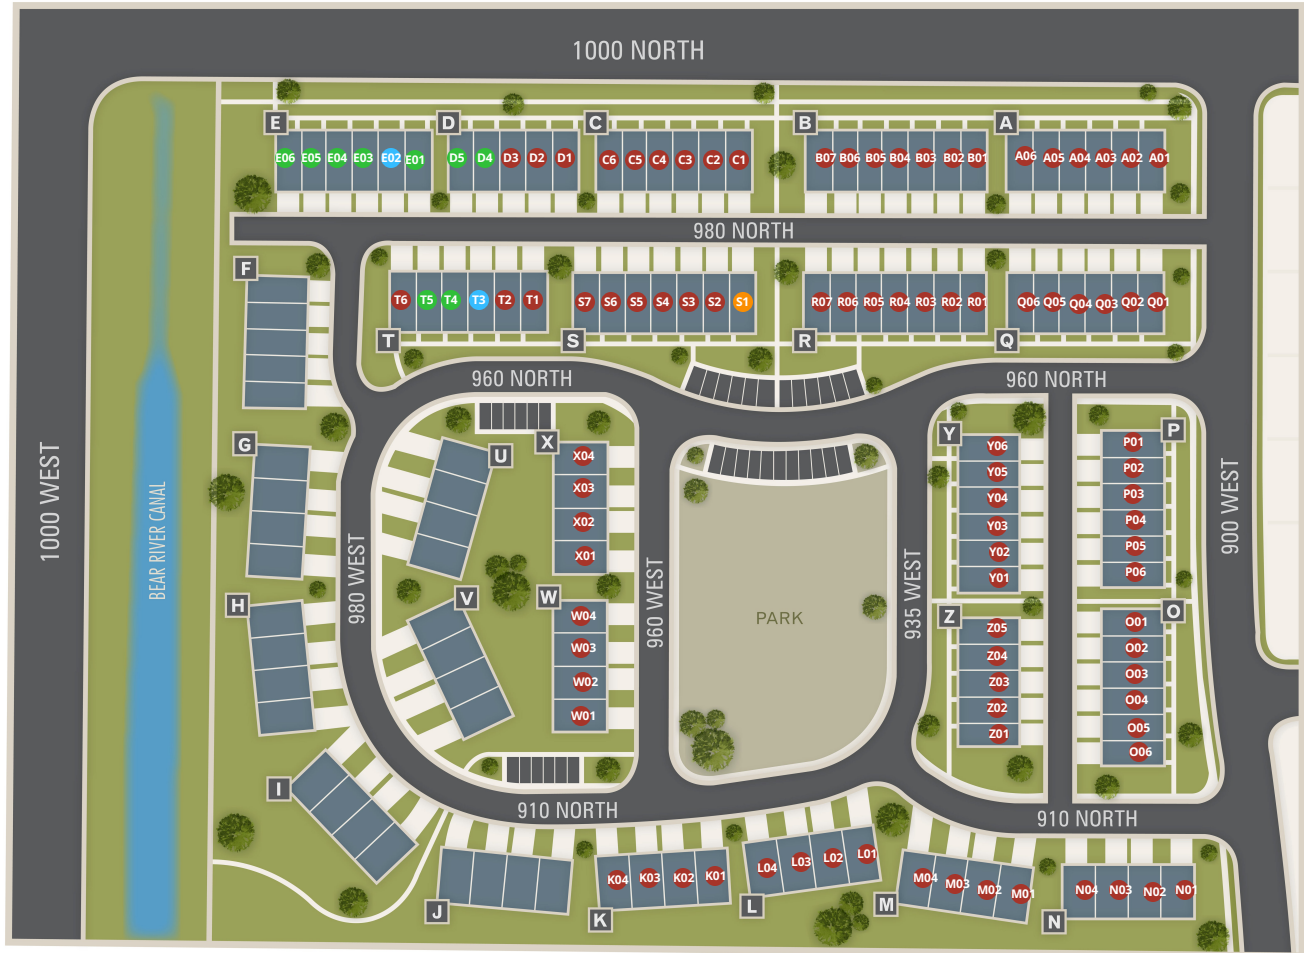 1000 NORTH
E
D
C
B
A
E06 E05 E04 E03 E02 E01
D5 D4 D3 D2 D1
C6 C5 C4 C3 C2 C1
B07 B06 B05 B04 B03 B02 B01
A06 A05 A04 A03 A02 A01
980 NORTH
F
T6 T5 T4 T3 T2 T1
S7 S6 S5 S4 S3 S2 S1
R07 R06 R05 R04 R03 R02 R01
Q06 Q05 Q04 Q03 Q02 Q01
T
S
R
Q
960 NORTH
960 NORTH
G
U
X
Y
P
X04
X03
X02
X01
Y06
Y05
Y04
Y03
Y02
Y01
P01
P02
P03
P04
P05
P06
1000 WEST
BEAR RIVER CANAL
980 WEST
960 WEST
935 WEST
900 WEST
H
V
W
PARK
Z
O
W04
W03
W02
W01
Z05
Z04
Z03
Z02
Z01
O01
O02
O03
O04
O05
O06
I
910 NORTH
910 NORTH
J
K04 K03 K02 K01
K
L04 L03 L02 L01
L
M04 M03 M02 M01
M
N04 N03 N02 N01
N